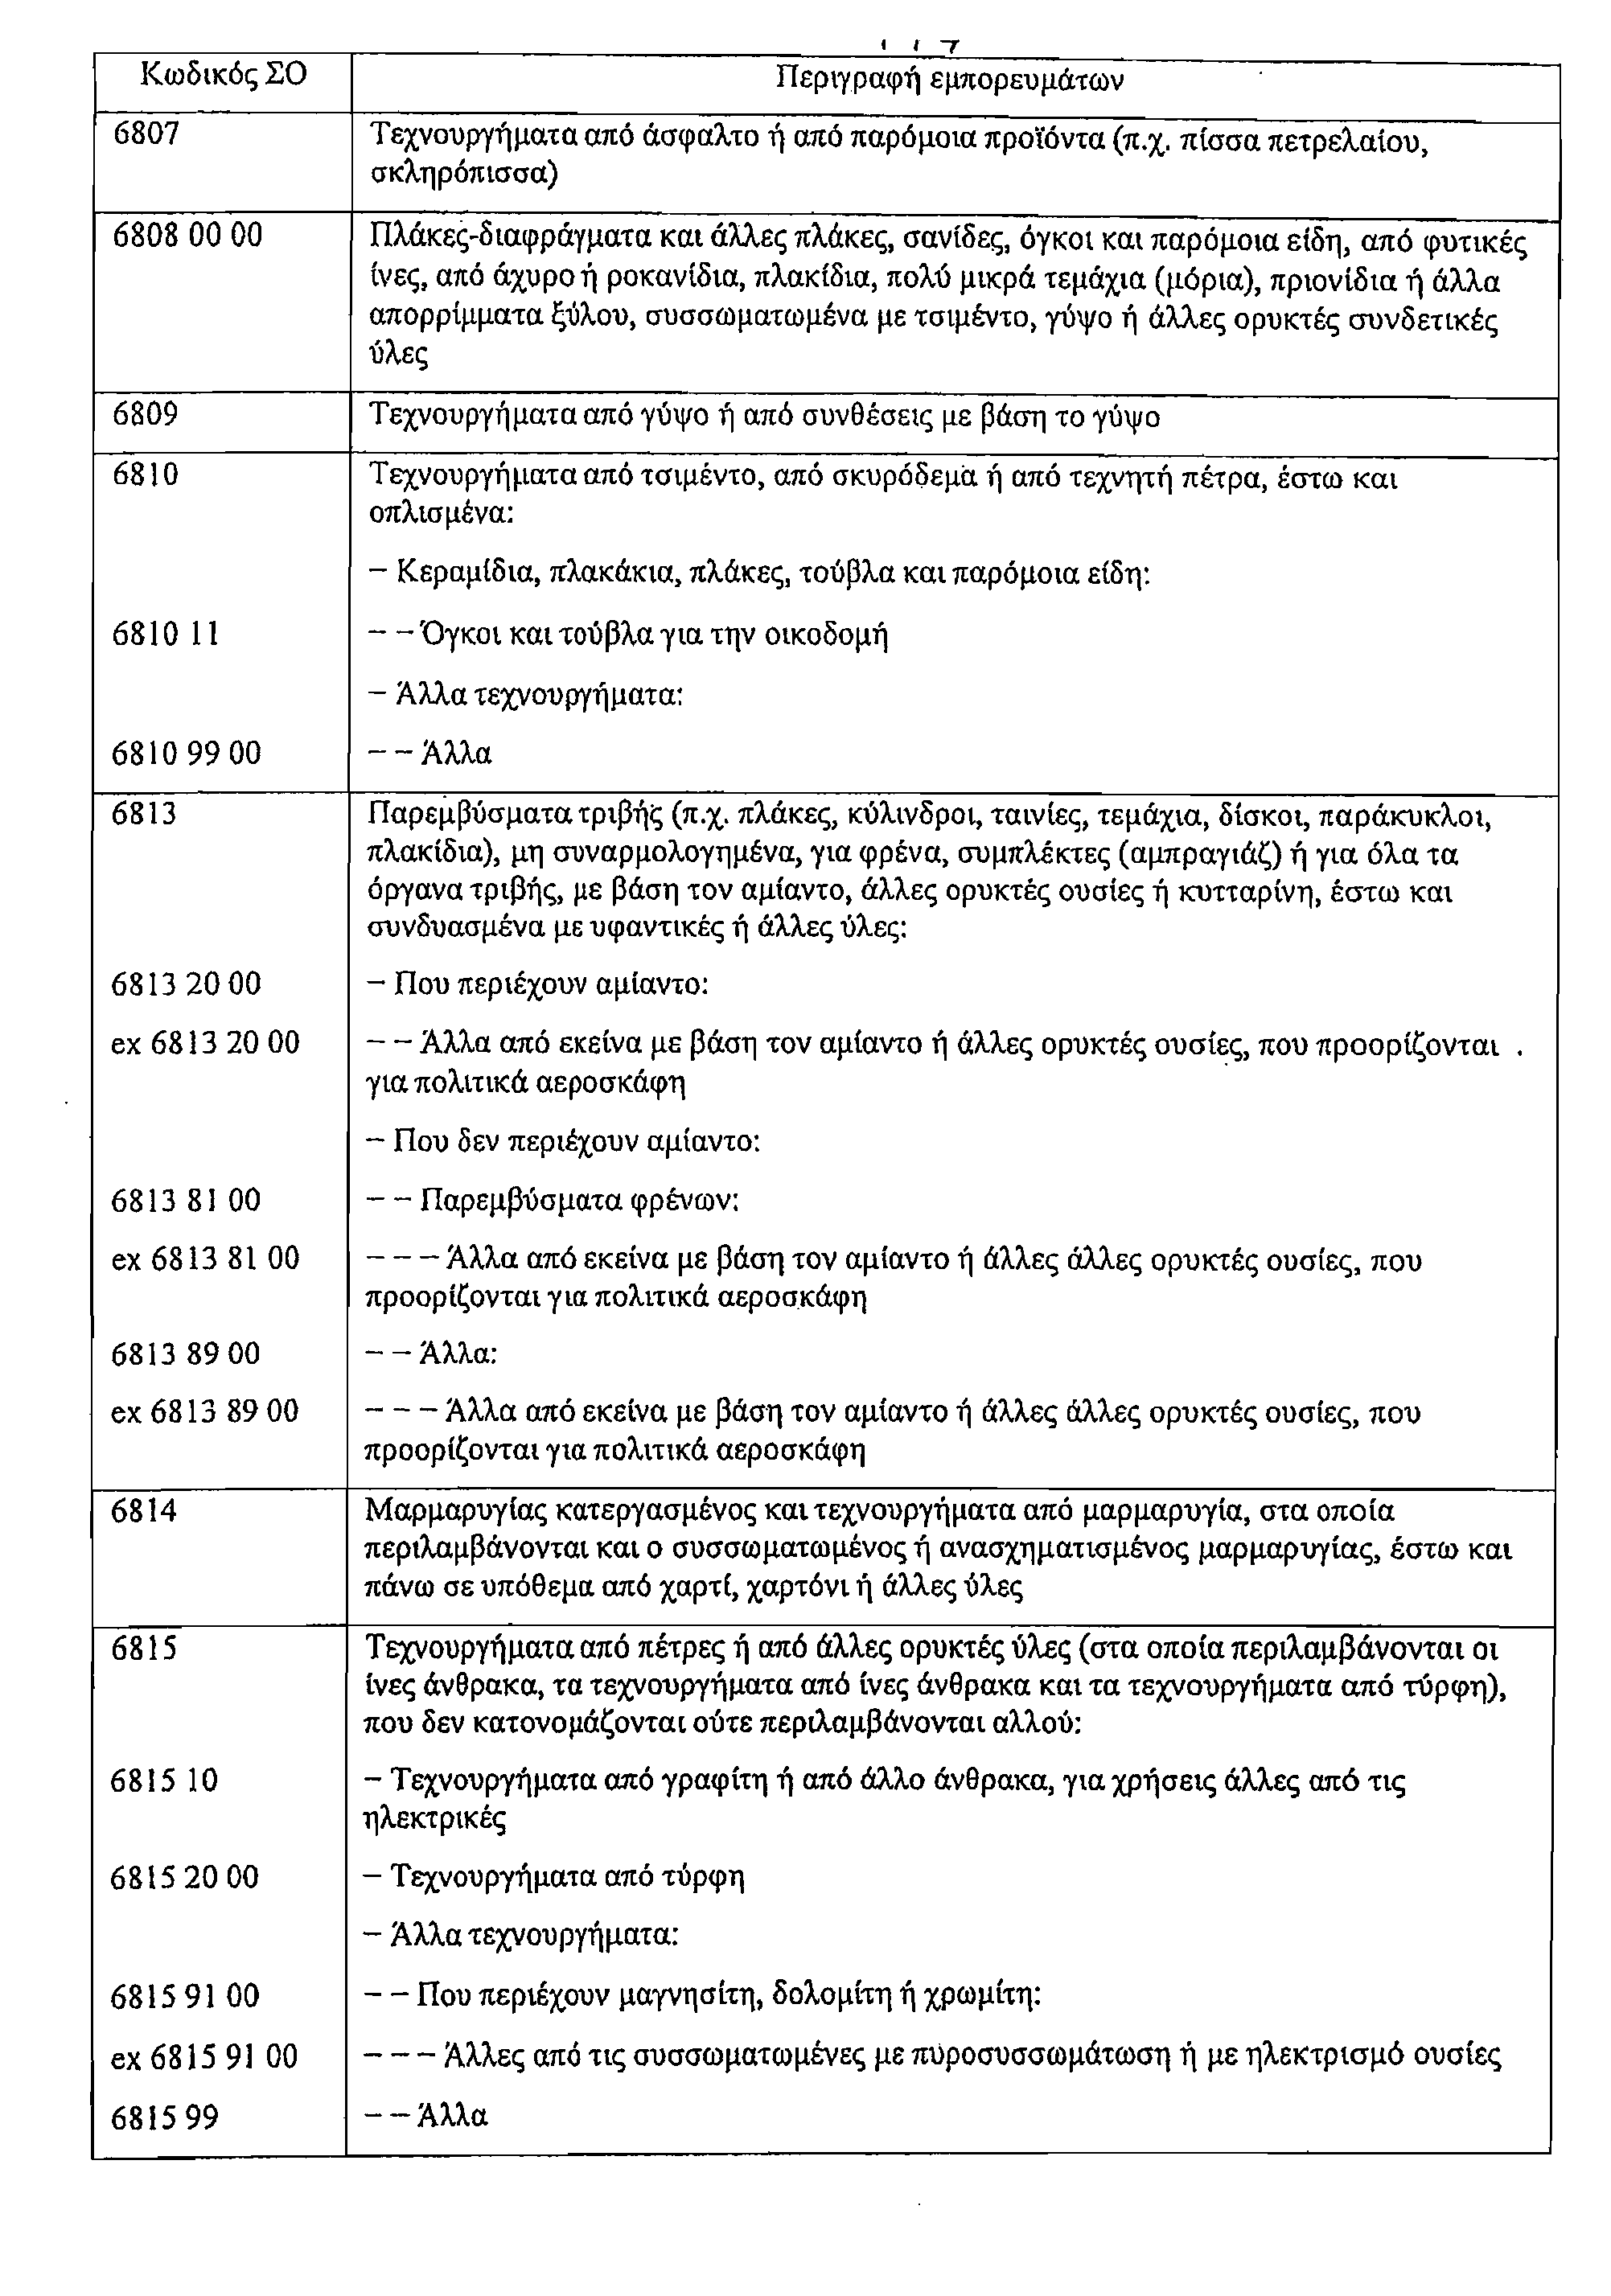 Κωδικός ΣΟ
Περιγραφή εμπορευμάτων
6807
Τεχνουργήματα από άσφαλτο ή από παρόμοια προϊόντα (π.χ. πίσσα πετρελαίου,
σκληρόπισσα)
6808 00 00
Πλάκες-διαφράγματα και άλλες πλάκες, σανίδες, όγκοι και παρόμοια είδη, από φυτικές
ίνες, από άχυρο ή ροκανίδια, πλακίδια, πολύ μικρά τεμάχια (μόρια), πριονίδια ή άλλα
απορρίμματα ξύλου, συσσωματωμένα με τσιμέντο, γύψο ή άλλες ορυκτές συνδετικές
ύλες
6809
Τεχνουργήματα από γύψο ή από συνθέσεις με βάση το γύψο
6810
Τεχνουργήματα από τσιμέντο, από σκυρόδεμα ή από τεχνητή πέτρα, έστω και
οπλισμένα:
– Κεραμίδια, πλακάκια, πλάκες, τούβλα και παρόμοια είδη:
6810 11
– – Όγκοι και τούβλα για την οικοδομή
– Άλλα τεχνουργήματα:
6810 99 00
– – Άλλα
6813
Παρεμβύσματα τριβής (π.χ. πλάκες, κύλινδροι, ταινίες, τεμάχια, δίσκοι, παράκυκλοι,
πλακίδια), μη συναρμολογημένα, για φρένα, συμπλέκτες (αμπραγιάζ) ή για όλα τα
όργανα τριβής, με βάση τον αμίαντο, άλλες ορυκτές ουσίες ή κυτταρίνη, έστω και
συνδυασμένα με υφαντικές ή άλλες ύλες:
6813 20 00
– Που περιέχουν αμίαντο:
ex 6813 20 00
– – Άλλα από εκείνα με βάση τον αμίαντο ή άλλες ορυκτές ουσίες, που προορίζονται
για πολιτικά αεροσκάφη
– Που δεν περιέχουν αμίαντο:
6813 81 00
– – Παρεμβύσματα φρένων:
ex 6813 81 00
– – – Άλλα από εκείνα με βάση τον αμίαντο ή άλλες άλλες ορυκτές ουσίες, που
προορίζονται για πολιτικά αεροσκάφη
6813 89 00
– – Άλλα:
ex 6813 89 00
– – – Άλλα από εκείνα με βάση τον αμίαντο ή άλλες άλλες ορυκτές ουσίες, που
προορίζονται για πολιτικά αεροσκάφη
6814
Μαρμαρυγίας κατεργασμένος και τεχνουργήματα από μαρμαρυγία, στα οποία
περιλαμβάνονται και ο συσσωματωμένος ή ανασχηματισμένος μαρμαρυγίας, έστω και
πάνω σε υπόθεμα από χαρτί, χαρτόνι ή άλλες ύλες
6815
Τεχνουργήματα από πέτρες ή από άλλες ορυκτές ύλες (στα οποία περιλαμβάνονται οι
ίνες άνθρακα, τα τεχνουργήματα από ίνες άνθρακα και τα τεχνουργήματα από τύρφη),
που δεν κατονομάζονται ούτε περιλαμβάνονται αλλού:
6815 10
– Τεχνουργήματα από γραφίτη ή από άλλο άνθρακα, για χρήσεις άλλες από τις
ηλεκτρικές
6815 20 00
– Τεχνουργήματα από τύρφη
– Άλλα τεχνουργήματα:
6815 91 00
– – Που περιέχουν μαγνησίτη, δολομίτη ή χρωμίτη:
ex 6815 91 00
– – – Άλλες από τις συσσωματωμένες με πυροσυσσωμάτωση ή με ηλεκτρισμό ουσίες
6815 99
– – Άλλα